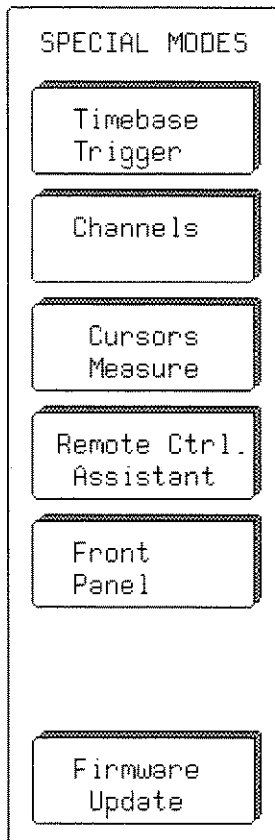 SPECIAL MODES
Timebase
Trigger
Channels
Cursors
Measure
Remote Ctrl.
Assistant
Front
Panel
Firmware
Update